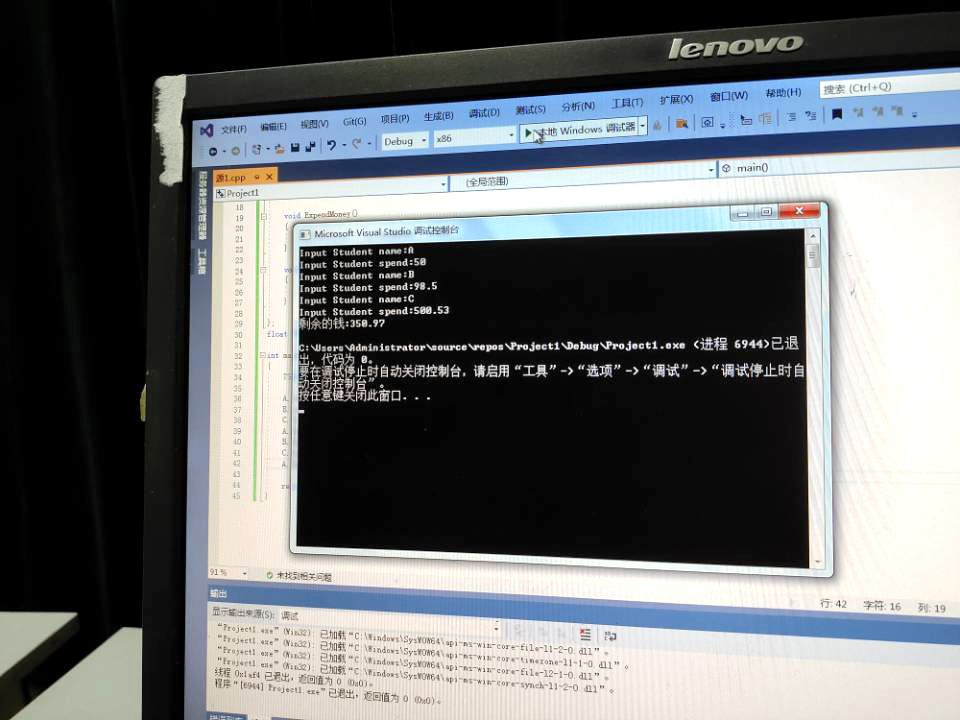 lenovo
文件(F) 编辑(E) 视图(V) Git(G) 项目(P) 生成(B) 调试(D) 测试(S) 分析(N) 工具(T) 扩展(X) 窗口(W) 帮助(H) 搜索 (Ctrl+Q)
Debug x86 本地 Windows 调试器
源1.cpp
Project1 (全局范围) main()
服务器资源管理器 工具箱
18
19 void ExpendMoney()
20
21
22
23
24
25
26
27
28
29 };
30 float
31
32 int
33 {
34
35
36
37
38
39
40
41
42
43
44
45 }
Microsoft Visual Studio 调试控制台
Input Student name:A
Input Student spend:50
Input Student name:B
Input Student spend:98.5
Input Student name:C
Input Student spend:500.53
剩余的钱:350.97
C:\Users\Administrator\source\repos\Project1\Debug\Project1.exe (进程 6944)已退
出，代码为 0。
要在调试停止时自动关闭控制台，请启用“工具”->“选项”->“调试”->“调试停止时自
动关闭控制台”。
按任意键关闭此窗口. . .
91 % 未找到相关问题
行: 42 字符: 16 列: 19
输出
显示输出来源(S): 调试
“Project1.exe”(Win32): 已加载“C:\Windows\SysWOW64\api-ms-win-core-file-l1-2-0.dll”。
“Project1.exe”(Win32): 已加载“C:\Windows\SysWOW64\api-ms-win-core-timezone-l1-1-0.dll”。
“Project1.exe”(Win32): 已加载“C:\Windows\SysWOW64\api-ms-win-core-file-l2-1-0.dll”。
“Project1.exe”(Win32): 已加载“C:\Windows\SysWOW64\api-ms-win-core-synch-l1-2-0.dll”。
线程 0x1af4 已退出，返回值为 0 (0x0)。
程序“[6944] Project1.exe”已退出，返回值为 0 (0x0)。